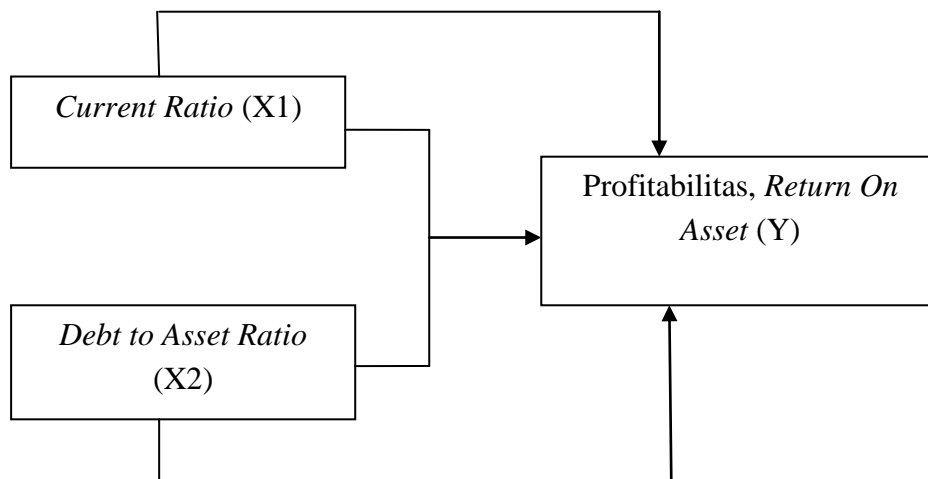 Current Ratio (X1)
Profitabilitas, Return On
Asset (Y)
Debt to Asset Ratio
(X2)